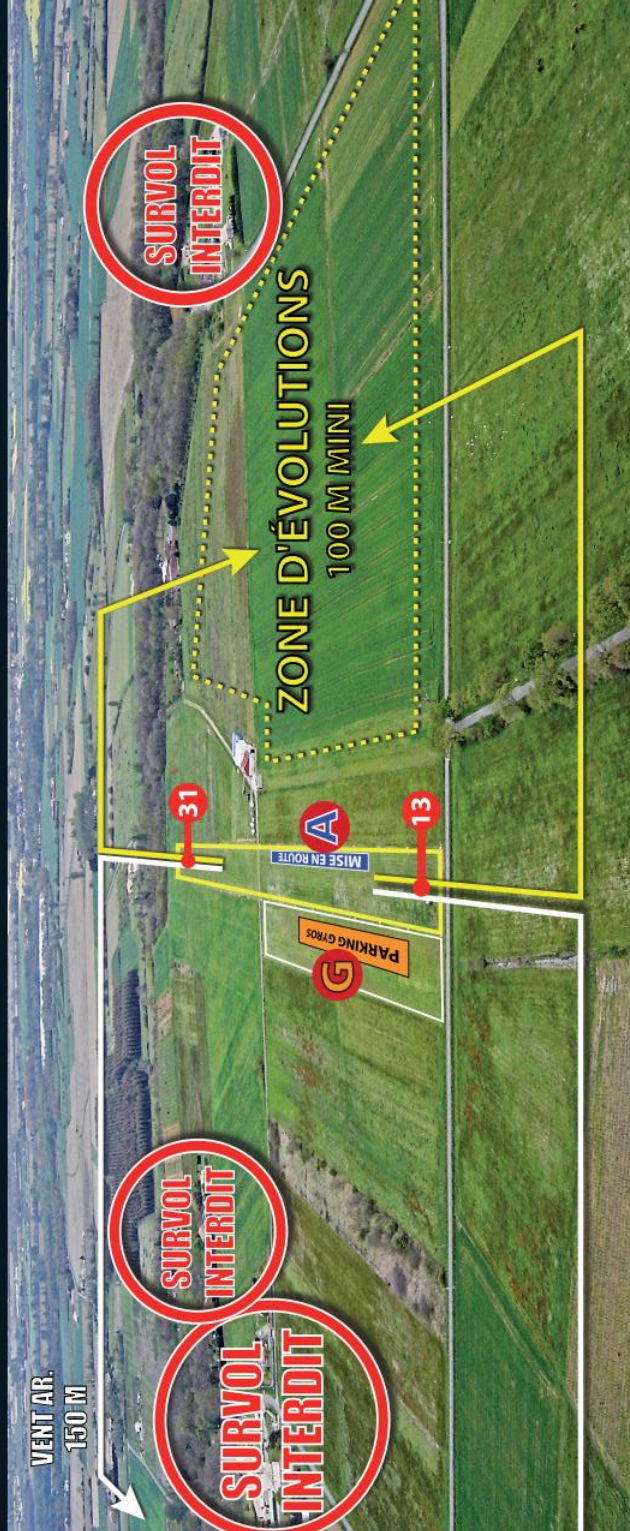 VENT AR.
150 M
SURVOL
INTERDIT
SURVOL
INTERDIT
G
PARKING GYROS
31
13
A
MISE EN ROUTE
ZONE D'ÉVOLUTIONS
100 M MINI
SURVOL
INTERDIT